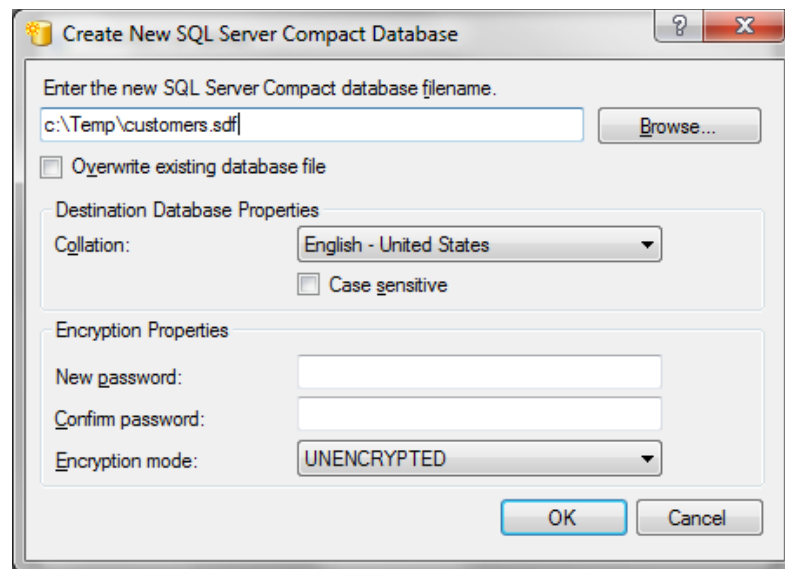 Create New SQL Server Compact Database
?
X
Enter the new SQL Server Compact database filename.
c:\Temp\customers.sdf
Browse...
Overwrite existing database file
Destination Database Properties
Collation:
English - United States
Case sensitive
Encryption Properties
New password:
Confirm password:
Encryption mode:
UNENCRYPTED
OK
Cancel